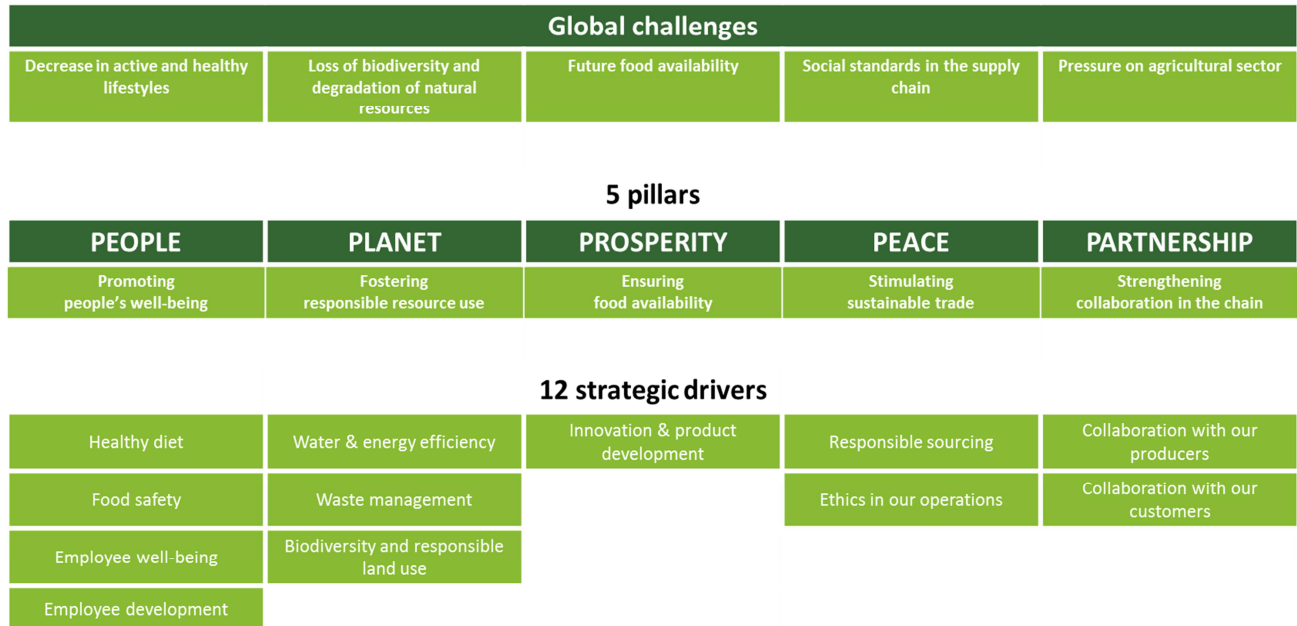 Global challenges
Decrease in active and healthy
lifestyles
Loss of biodiversity and
degradation of natural
resources
Future food availability
Social standards in the supply
chain
Pressure on agricultural sector
5 pillars
PEOPLE
PLANET
PROSPERITY
PEACE
PARTNERSHIP
Promoting
people's well-being
Fostering
responsible resource use
Ensuring
food availability
Stimulating
sustainable trade
Strengthening
collaboration in the chain
12 strategic drivers
Healthy diet
Water & energy efficiency
Innovation & product
development
Responsible sourcing
Collaboration with our
producers
Food safety
Waste management
Ethics in our operations
Collaboration with our
customers
Employee well-being
Biodiversity and responsible
land use
Employee development